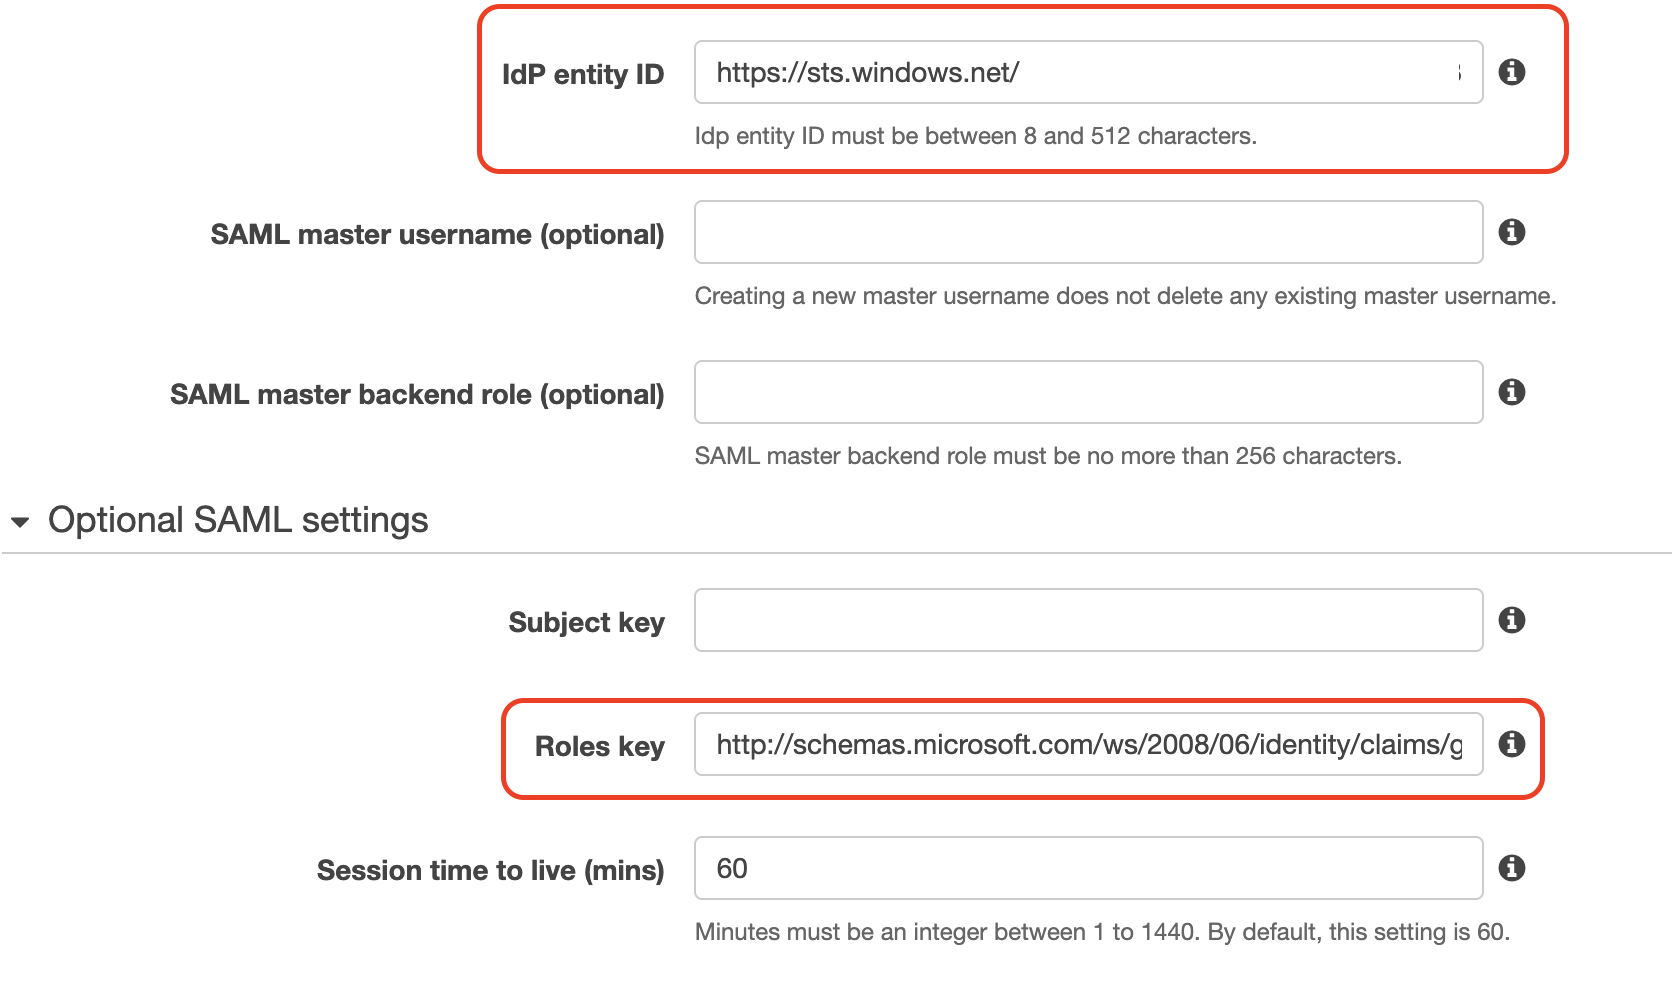 IdP entity ID https://sts.windows.net/
Idp entity ID must be between 8 and 512 characters.
SAML master username (optional)
Creating a new master username does not delete any existing master username.
SAML master backend role (optional)
SAML master backend role must be no more than 256 characters.
Optional SAML settings
Subject key
Roles key http://schemas.microsoft.com/ws/2008/06/identity/claims/g
Session time to live (mins) 60
Minutes must be an integer between 1 to 1440. By default, this setting is 60.